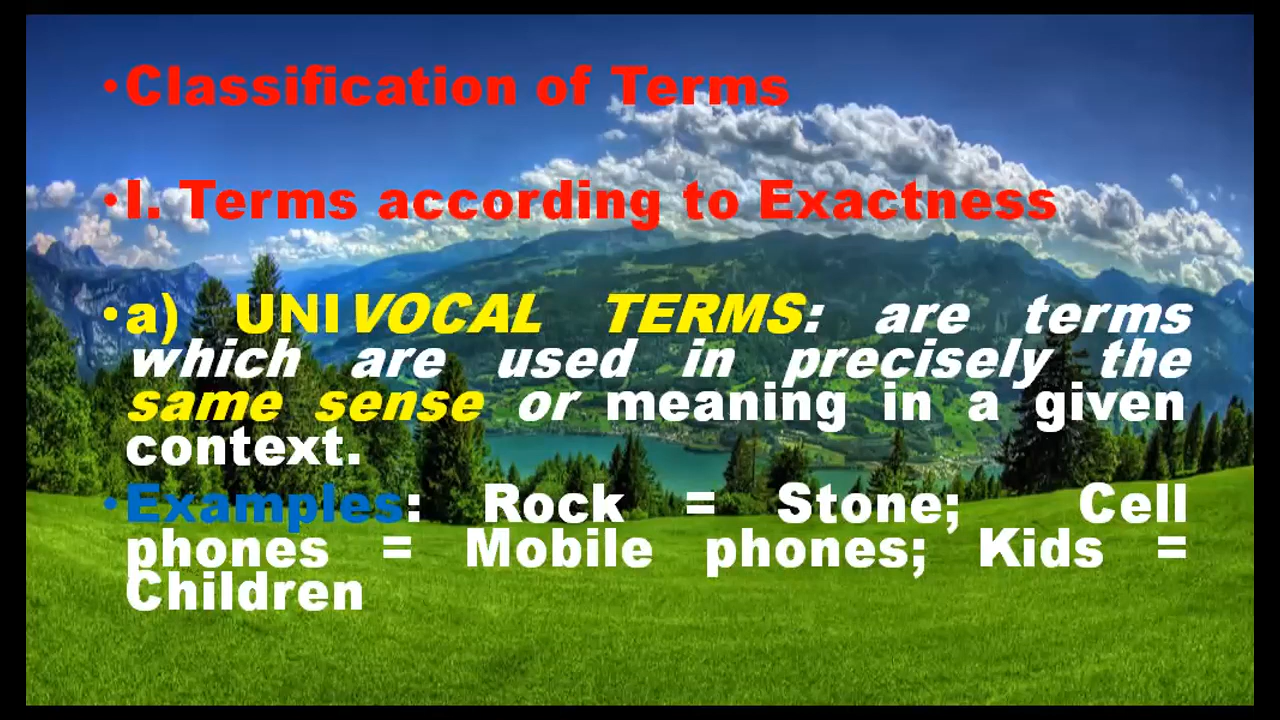 •Classification of Terms
•I. Terms according to Exactness
•a) UNIVOCAL TERMS: are terms
which are used in precisely the
same sense or meaning in a given
context.
•Examples: Rock = Stone; Cell
phones = Mobile phones; Kids =
Children